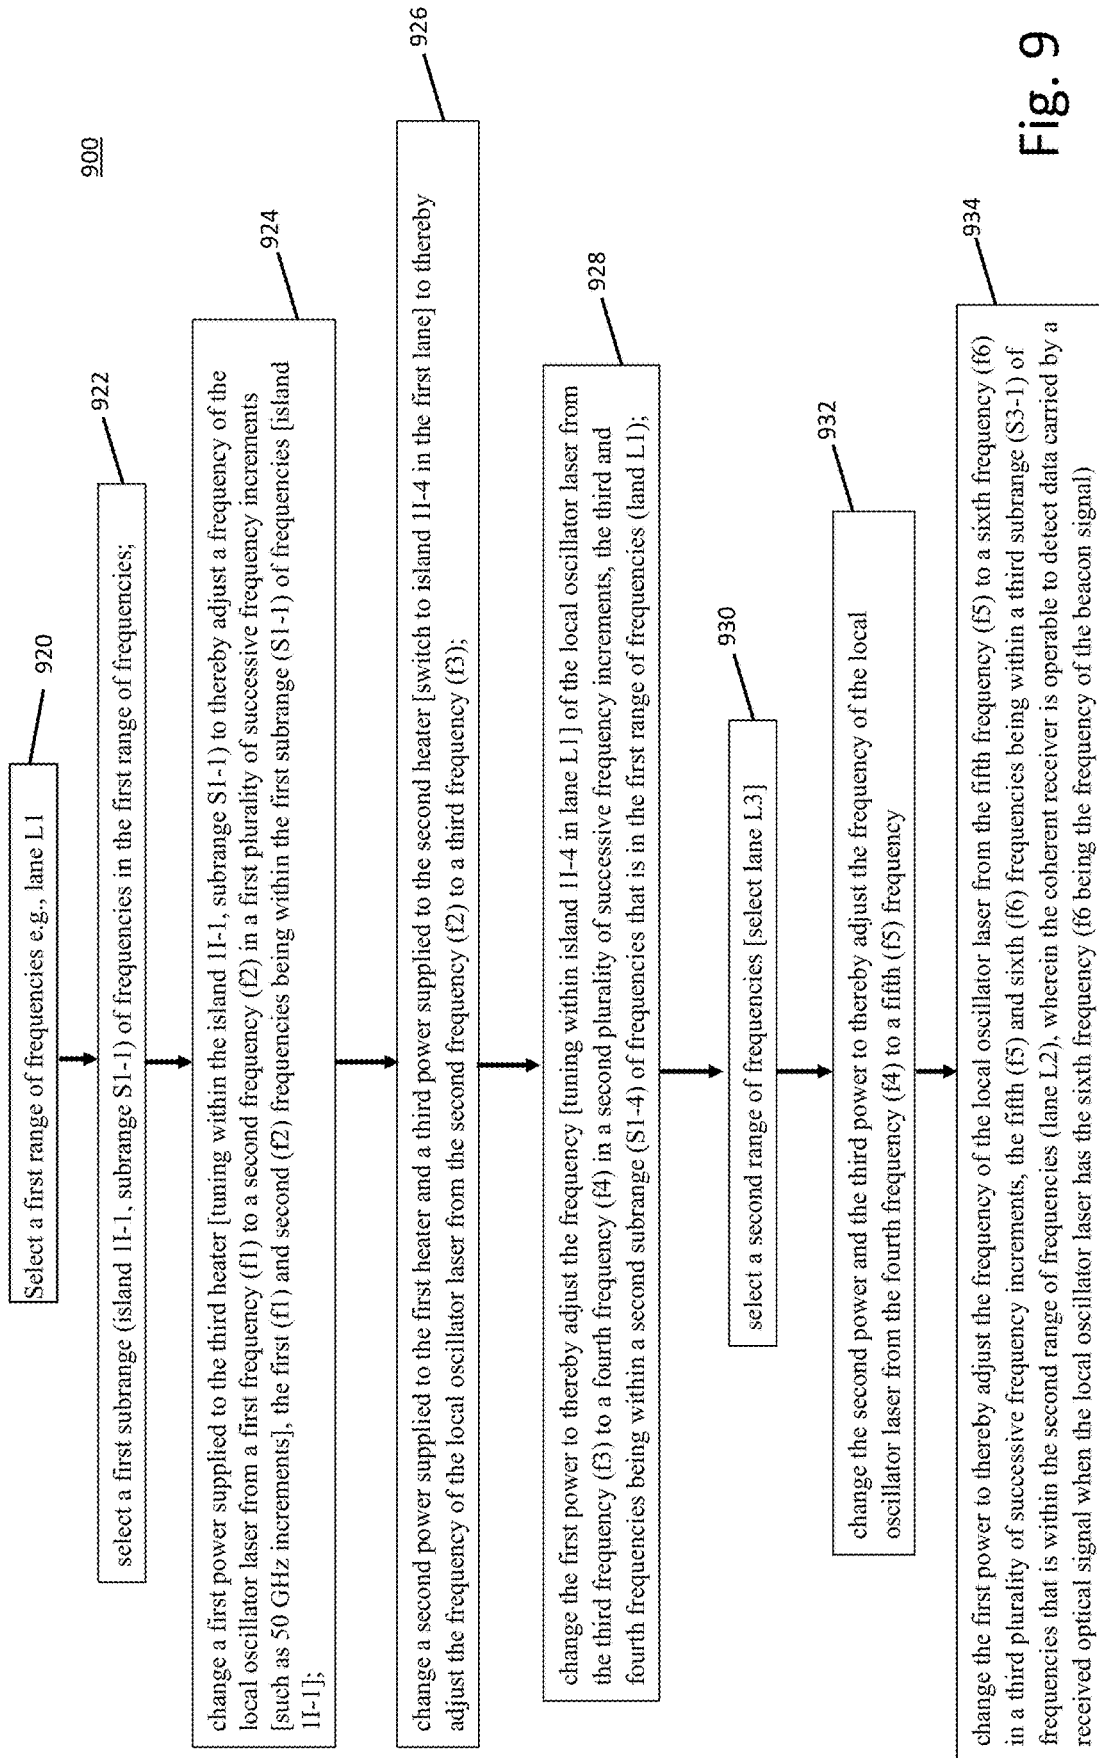 900
Select a first range of frequencies e.g., lane L1
920
select a first subrange (island 1I-1, subrange S1-1) of frequencies in the first range of frequencies;
922
change a first power supplied to the third heater [tuning within the island 1I-1, subrange S1-1) to thereby adjust a frequency of the
local oscillator laser from a first frequency (f1) to a second frequency (f2) in a first plurality of successive frequency increments
[such as 50 GHz increments], the first (f1) and second (f2) frequencies being within the first subrange (S1-1) of frequencies [island
1I-1];
924
change a second power supplied to the first heater and a third power supplied to the second heater [switch to island 1I-4 in the first lane] to thereby
adjust the frequency of the local oscillator laser from the second frequency (f2) to a third frequency (f3);
926
change the first power to thereby adjust the frequency [tuning within island 1I-4 in lane L1] of the local oscillator laser from
the third frequency (f3) to a fourth frequency (f4) in a second plurality of successive frequency increments, the third and
fourth frequencies being within a second subrange (S1-4) of frequencies that is in the first range of frequencies (land L1);
928
select a second range of frequencies [select lane L3]
930
change the second power and the third power to thereby adjust the frequency of the local
oscillator laser from the fourth frequency (f4) to a fifth (f5) frequency
932
change the first power to thereby adjust the frequency of the local oscillator laser from the fifth frequency (f5) to a sixth frequency (f6)
in a third plurality of successive frequency increments, the fifth (f5) and sixth (f6) frequencies being within a third subrange (S3-1) of
frequencies that is within the second range of frequencies (lane L2), wherein the coherent receiver is operable to detect data carried by a
received optical signal when the local oscillator laser has the sixth frequency (f6 being the frequency of the beacon signal)
934
Fig. 9